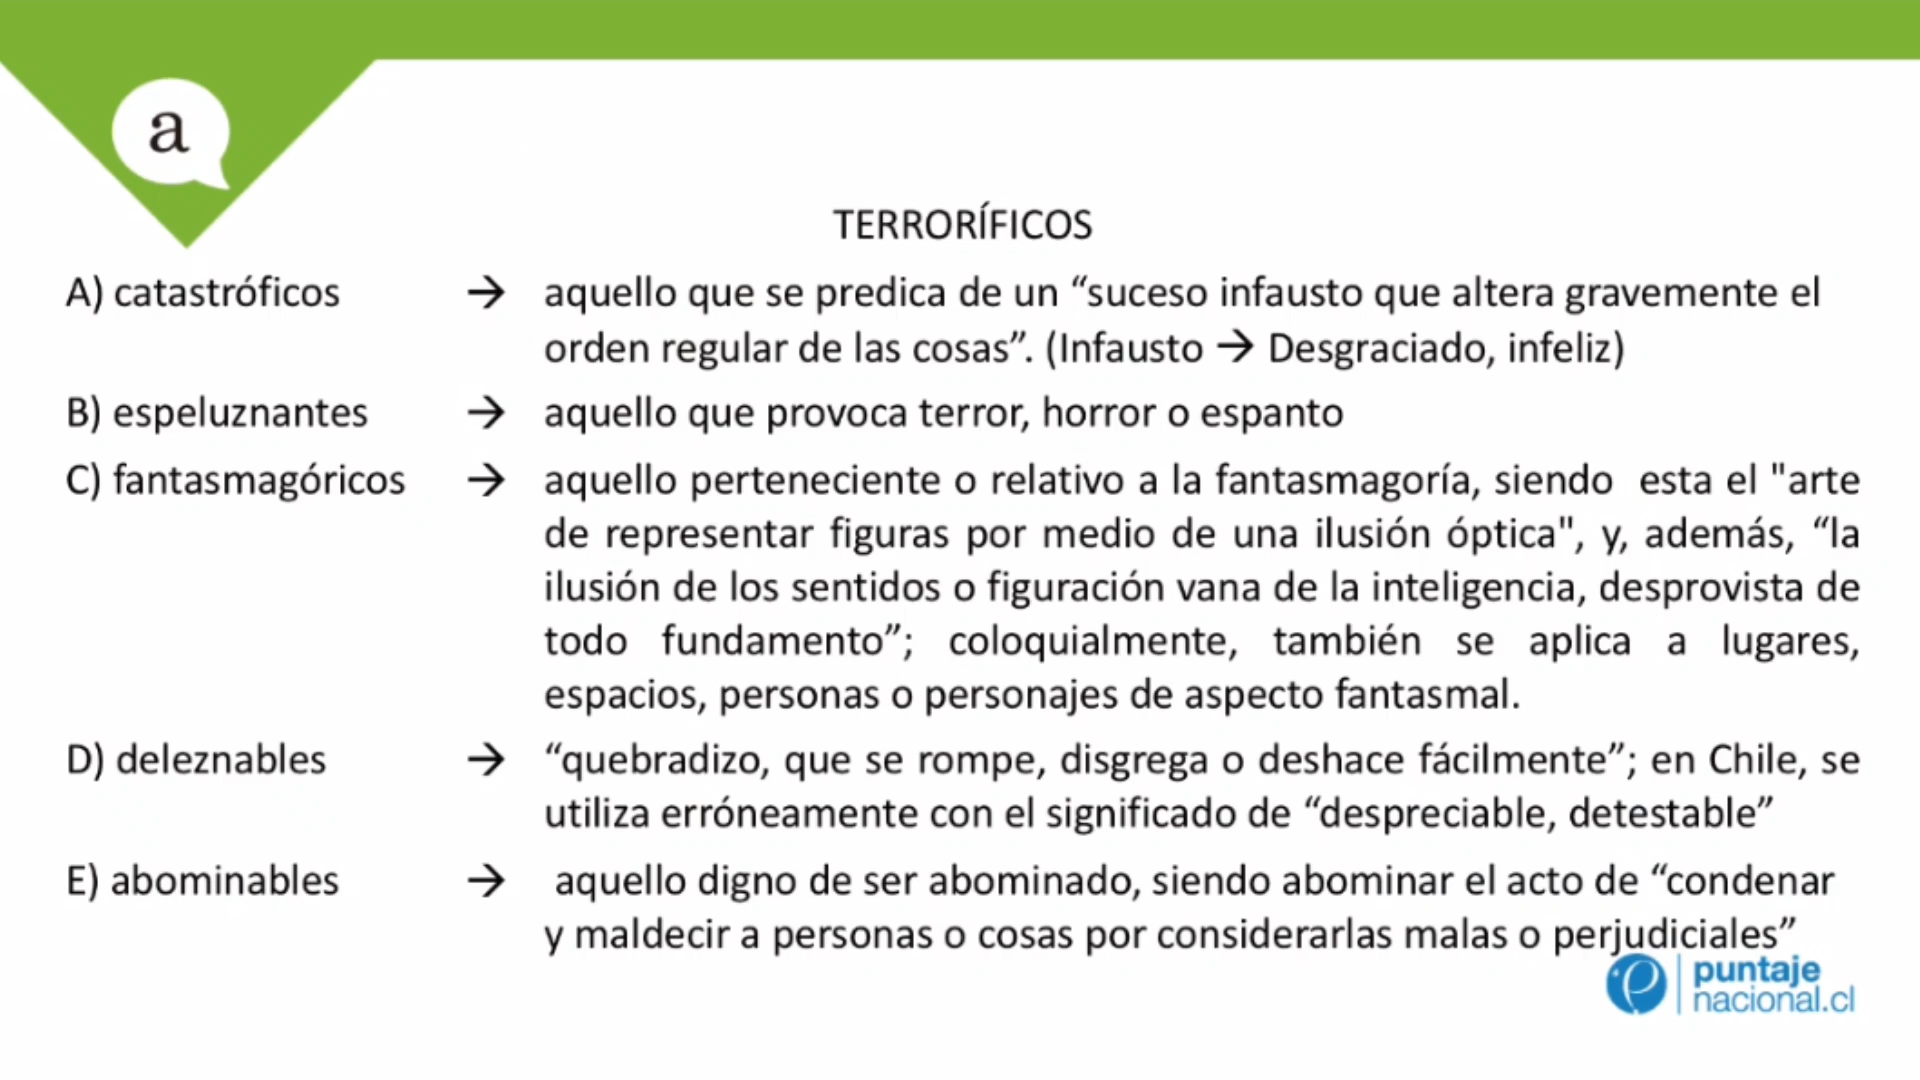 a
TERRORÍFICOS
A) catastróficos → aquello que se predica de un “suceso infausto que altera gravemente el
orden regular de las cosas”. (Infausto → Desgraciado, infeliz)
B) espeluznantes → aquello que provoca terror, horror o espanto
C) fantasmagóricos → aquello perteneciente o relativo a la fantasmagoría, siendo esta el "arte
de representar figuras por medio de una ilusión óptica", y, además, “la
ilusión de los sentidos o figuración vana de la inteligencia, desprovista de
todo fundamento”; coloquialmente, también se aplica a lugares,
espacios, personas o personajes de aspecto fantasmal.
D) deleznables → “quebradizo, que se rompe, disgrega o deshace fácilmente”; en Chile, se
utiliza erróneamente con el significado de “despreciable, detestable”
E) abominables → aquello digno de ser abominado, siendo abominar el acto de “condenar
y maldecir a personas o cosas por considerarlas malas o perjudiciales”
puntaje
nacional.cl